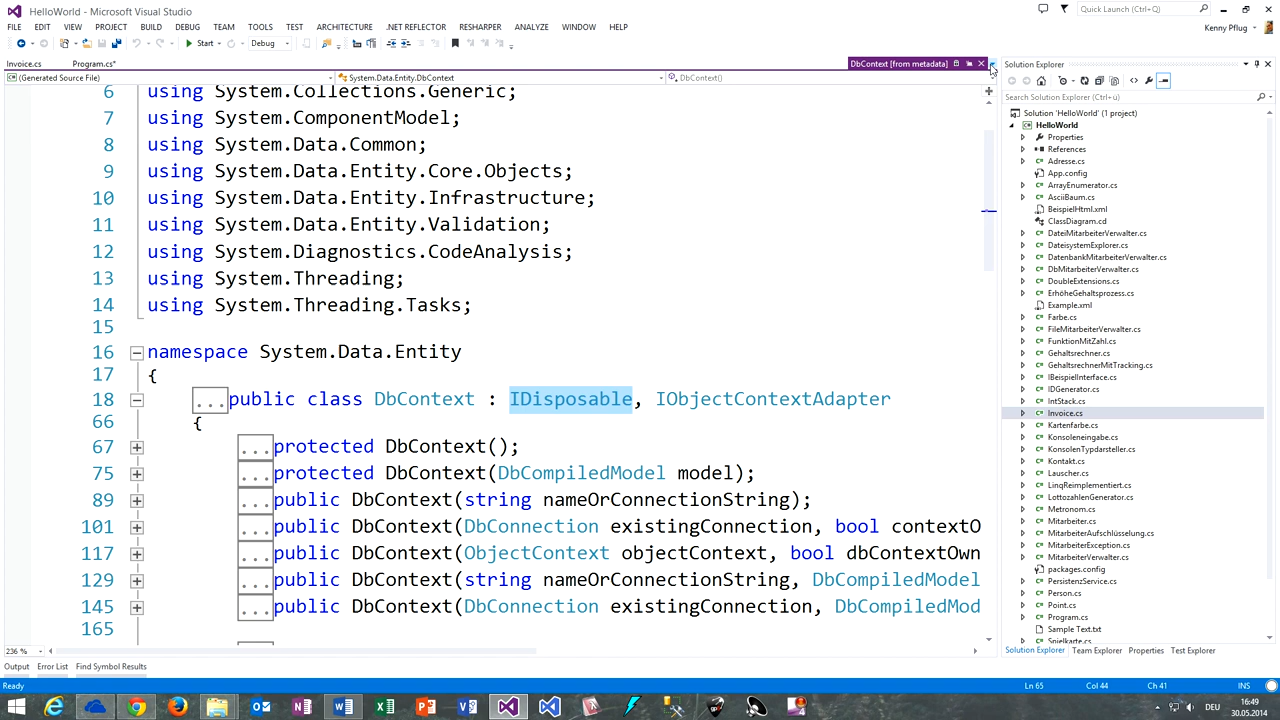 HelloWorld - Microsoft Visual Studio
Quick Launch (Ctrl+Q)
FILE EDIT VIEW PROJECT BUILD DEBUG TEAM TOOLS TEST ARCHITECTURE .NET REFLECTOR RESHARPER ANALYZE WINDOW HELP
Kenny Pflug
Start Debug
Invoice.cs Program.cs* DbContext [from metadata] Solution Explorer
(Generated Source File) System.Data.Entity.DbContext DbContext()
Search Solution Explorer (Ctrl+ü)
6 using System.Collections.Generic;
7 using System.ComponentModel;
8 using System.Data.Common;
9 using System.Data.Entity.Core.Objects;
10 using System.Data.Entity.Infrastructure;
11 using System.Data.Entity.Validation;
12 using System.Diagnostics.CodeAnalysis;
13 using System.Threading;
14 using System.Threading.Tasks;
15
16 namespace System.Data.Entity
17 {
18 ...public class DbContext : IDisposable, IObjectContextAdapter
66 {
67 ...protected DbContext();
75 ...protected DbContext(DbCompiledModel model);
89 ...public DbContext(string nameOrConnectionString);
101 ...public DbContext(DbConnection existingConnection, bool contextO
117 ...public DbContext(ObjectContext objectContext, bool dbContextOwn
129 ...public DbContext(string nameOrConnectionString, DbCompiledModel
145 ...public DbContext(DbConnection existingConnection, DbCompiledMod
165
236 %
Solution 'HelloWorld' (1 project)
HelloWorld
Properties
References
Adresse.cs
App.config
ArrayEnumerator.cs
AsciiBaum.cs
BeispielHtml.xml
ClassDiagram.cd
DateiMitarbeiterVerwalter.cs
DateisystemExplorer.cs
DatenbankMitarbeiterVerwalter.cs
DbMitarbeiterVerwalter.cs
DoubleExtensions.cs
ErhöheGehaltsprozess.cs
Example.xml
Farbe.cs
FileMitarbeiterVerwalter.cs
FunktionMitZahl.cs
Gehaltsrechner.cs
GehaltsrechnerMitTracking.cs
IBeispielInterface.cs
IDGenerator.cs
IntStack.cs
Invoice.cs
Kartenfarbe.cs
Konsoleneingabe.cs
KonsolenTypdarsteller.cs
Kontakt.cs
Lauscher.cs
LinqReimplementiert.cs
LottozahlenGenerator.cs
Metronom.cs
Mitarbeiter.cs
MitarbeiterAufschlüsselung.cs
MitarbeiterException.cs
MitarbeiterVerwalter.cs
packages.config
PersistenzService.cs
Person.cs
Point.cs
Program.cs
Sample Text.txt
Spielkarte.cs
Solution Explorer Team Explorer Properties Test Explorer
Output Error List Find Symbol Results
Ready Ln 65 Col 44 Ch 41 INS
DEU 16:49
30.05.2014